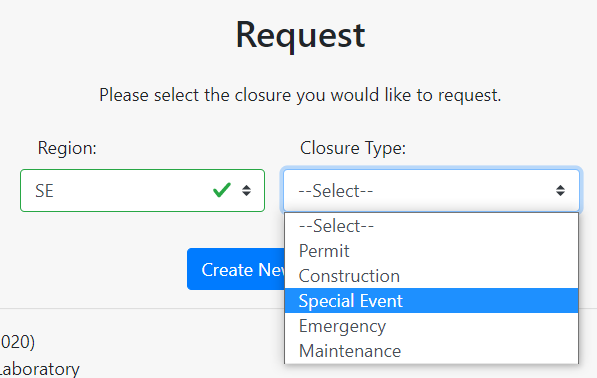 Request
Please select the closure you would like to request.
Region: Closure Type:
SE --Select--
--Select--
Permit
Create New
Construction
Special Event
Emergency
Maintenance
020)
Laboratory